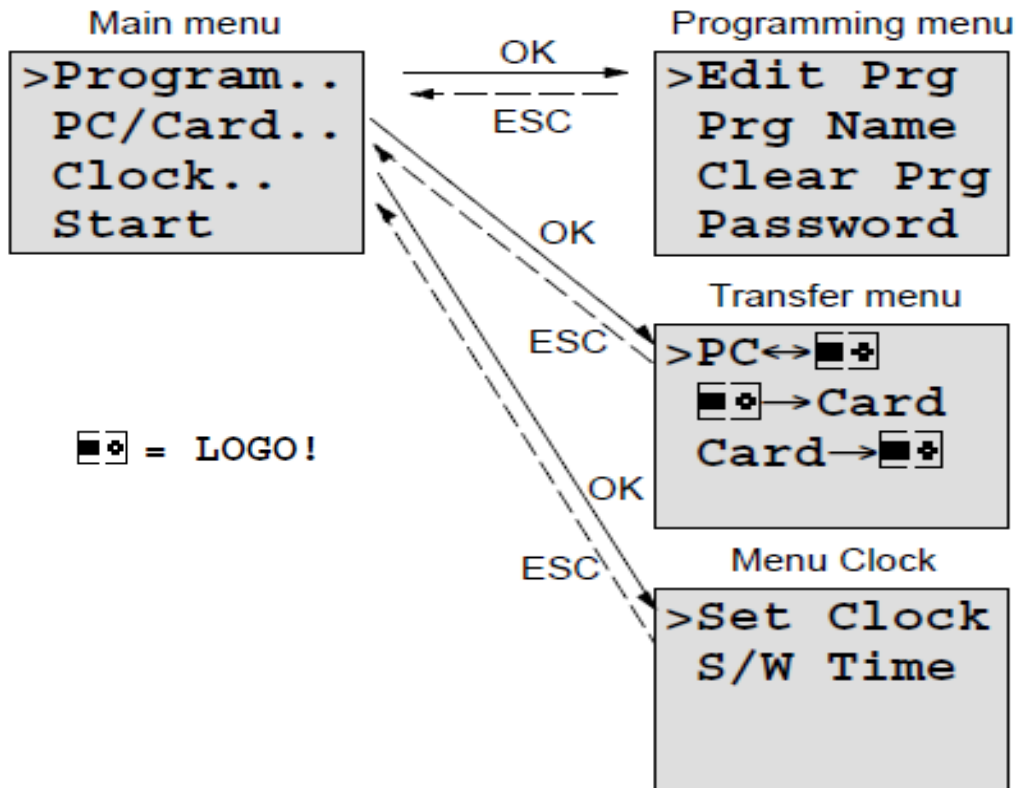 Main menu
>Program..
PC/Card..
Clock..
Start
OK
ESC
Programming menu
>Edit Prg
Prg Name
Clear Prg
Password
OK
ESC
Transfer menu
>PC↔
→Card
Card→
= LOGO!
OK
ESC
Menu Clock
>Set Clock
S/W Time